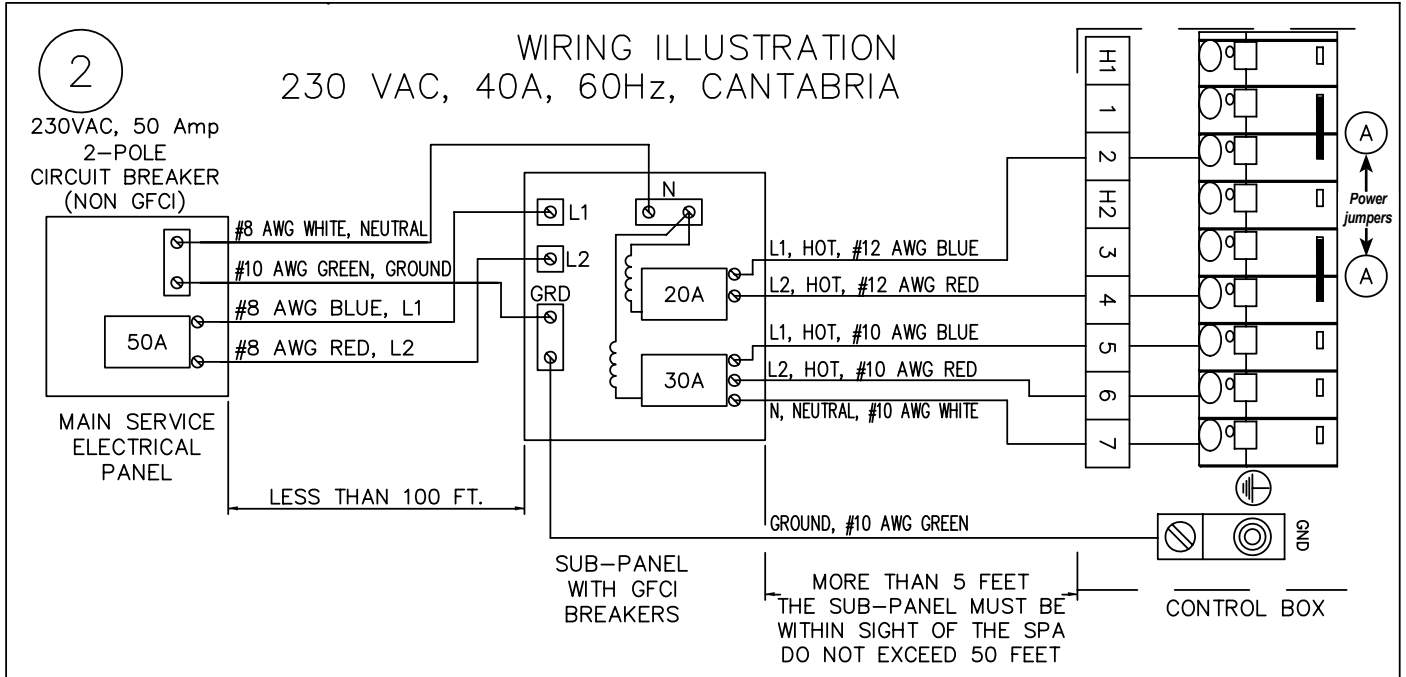 2
WIRING ILLUSTRATION
230 VAC, 40A, 60Hz, CANTABRIA
230VAC, 50 Amp
2-POLE
CIRCUIT BREAKER
(NON GFCI)
#8 AWG WHITE, NEUTRAL
#10 AWG GREEN, GROUND
#8 AWG BLUE, L1
50A
#8 AWG RED, L2
MAIN SERVICE
ELECTRICAL
PANEL
LESS THAN 100 FT.
N
L1
L2
GRD
20A
30A
SUB-PANEL
WITH GFCI
BREAKERS
L1, HOT, #12 AWG BLUE
L2, HOT, #12 AWG RED
L1, HOT, #10 AWG BLUE
L2, HOT, #10 AWG RED
N, NEUTRAL, #10 AWG WHITE
GROUND, #10 AWG GREEN
MORE THAN 5 FEET
THE SUB-PANEL MUST BE
WITHIN SIGHT OF THE SPA
DO NOT EXCEED 50 FEET
H1
1
2
H2
3
4
5
6
7
A
Power
jumpers
A
GND
CONTROL BOX